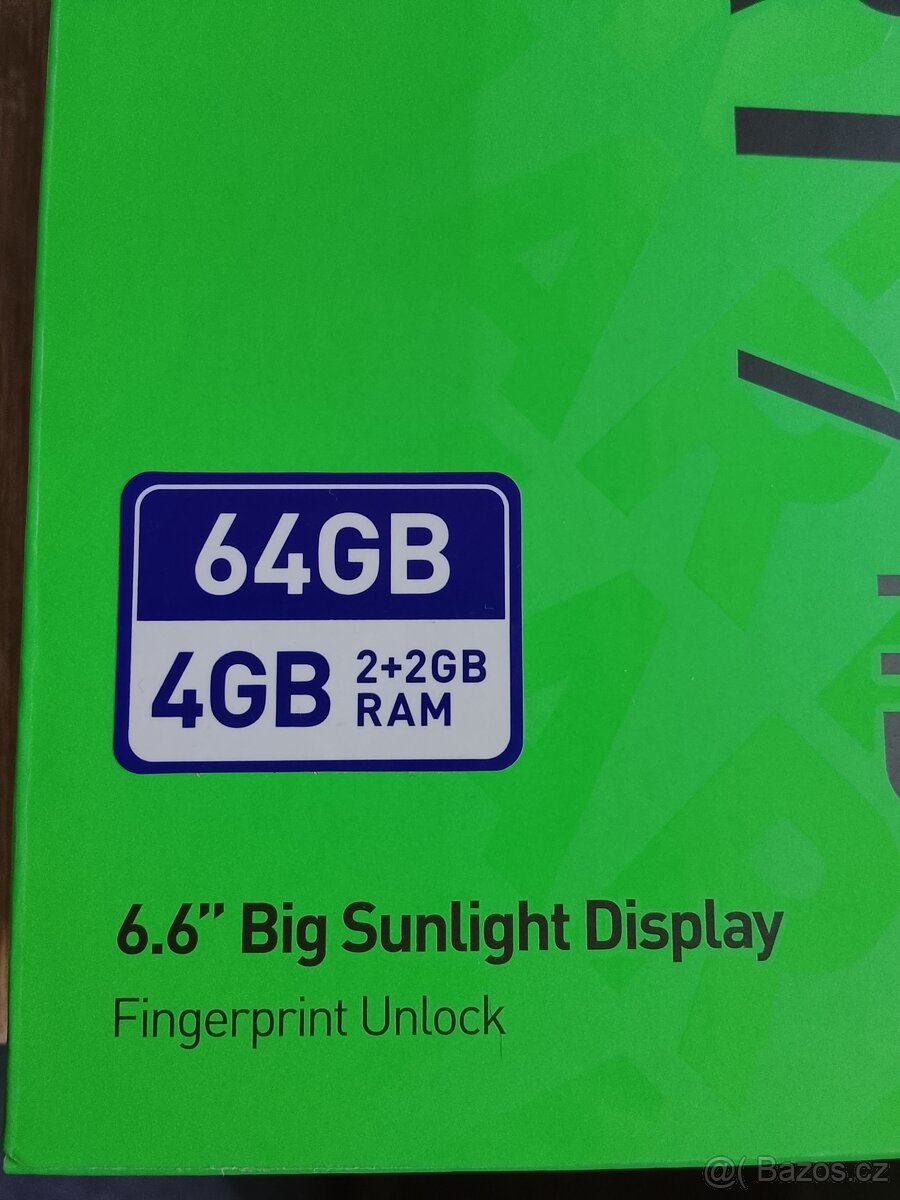 64GB
4GB 2+2GB
RAM
6.6” Big Sunlight Display
Fingerprint Unlock
@( Bazos.cz